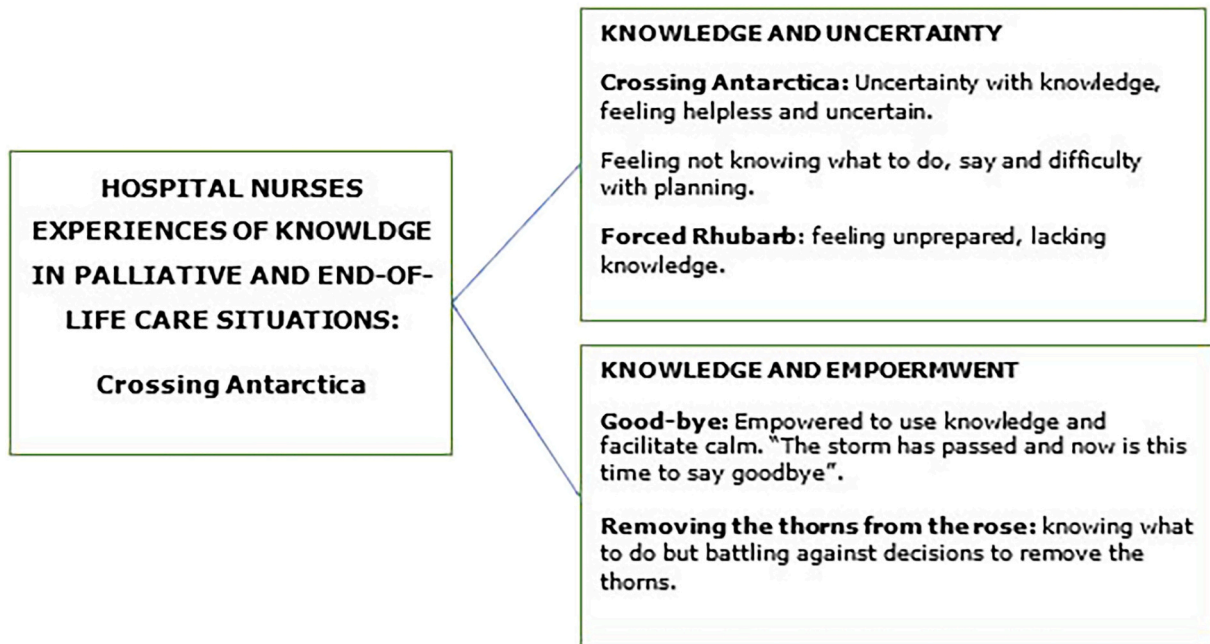 HOSPITAL NURSES
EXPERIENCES OF KNOWLDGE
IN PALLIATIVE AND END-OF-
LIFE CARE SITUATIONS:
Crossing Antarctica
KNOWLEDGE AND UNCERTAINTY
Crossing Antarctica: Uncertainty with knowledge,
feeling helpless and uncertain.
Feeling not knowing what to do, say and difficulty
with planning.
Forced Rhubarb: feeling unprepared, lacking
knowledge.
KNOWLEDGE AND EMPOERMWENT
Good-bye: Empowered to use knowledge and
facilitate calm. “The storm has passed and now is this
time to say goodbye”.
Removing the thorns from the rose: knowing what
to do but battling against decisions to remove the
thorns.